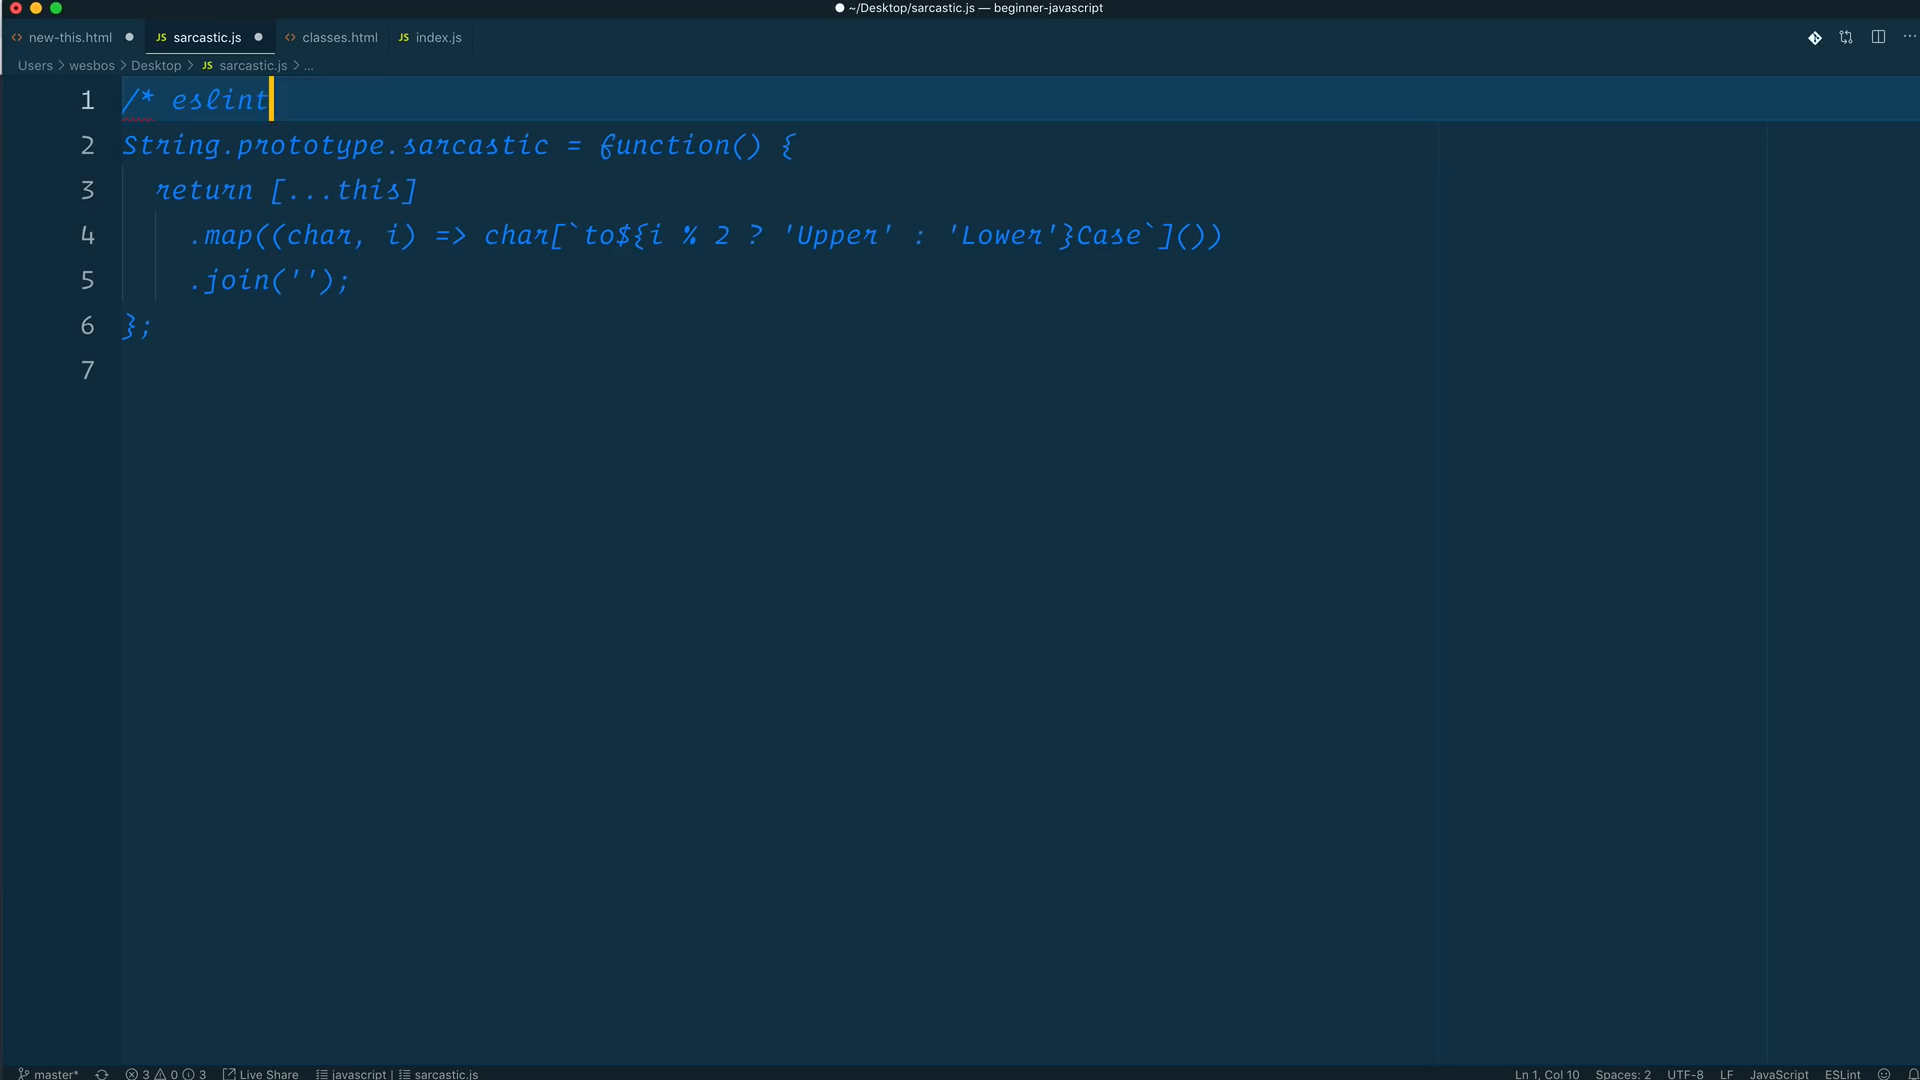 ~/Desktop/sarcastic.js — beginner-javascript
new-this.html JS sarcastic.js classes.html JS index.js
Users > wesbos > Desktop > JS sarcastic.js > ...
1 /* eslint
2 String.prototype.sarcastic = function() {
3 return [...this]
4 .map((char, i) => char[`to${i % 2 ? 'Upper' : 'Lower'}Case`]())
5 .join('');
6 };
7
master* 3 0 3 Live Share javascript | sarcastic.js Ln 1, Col 10 Spaces: 2 UTF-8 LF JavaScript ESLint